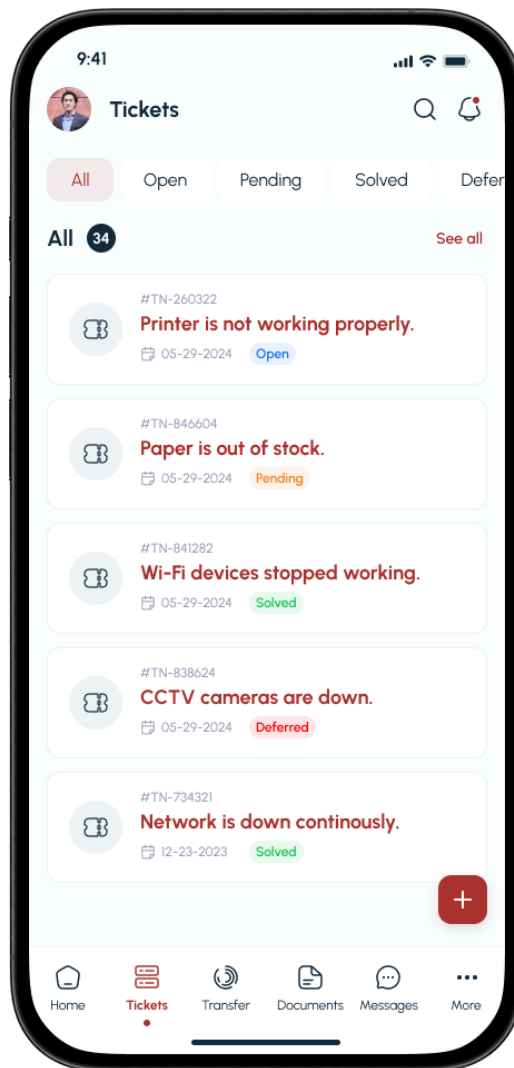 9:41
Tickets
All Open Pending Solved Defer
All 34 See all
#TN-260322
Printer is not working properly.
05-29-2024 Open
#TN-846604
Paper is out of stock.
05-29-2024 Pending
#TN-841282
Wi-Fi devices stopped working.
05-29-2024 Solved
#TN-838624
CCTV cameras are down.
05-29-2024 Deferred
#TN-734321
Network is down continously.
12-23-2023 Solved
Home Tickets Transfer Documents Messages More